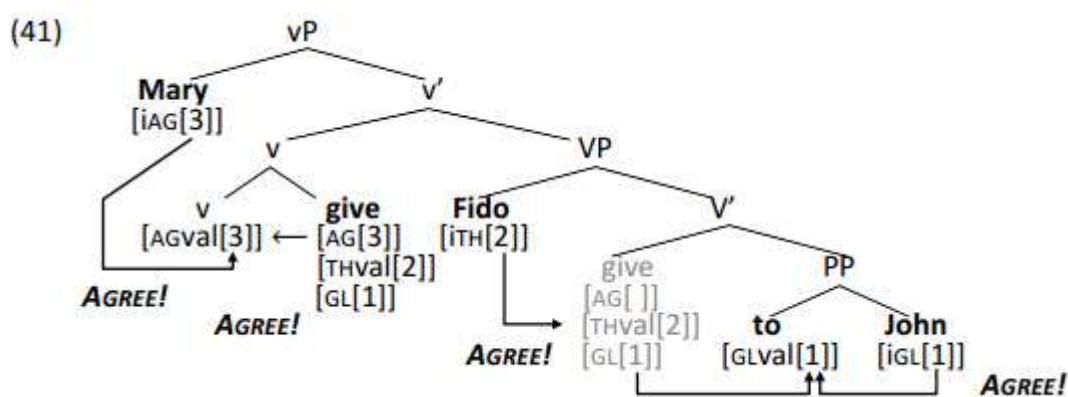 (41) vP
Mary v'
[iAG[3]]
v VP
v give Fido V'
[AGval[3]] ← [AG[3]] [iTH[2]]
[THval[2]] give PP
[GL[1]] [AG[ ]]
AGREE! AGREE! [THval[2]] to John
AGREE! [GL[1]] [GLval[1]] [iGL[1]]
AGREE!